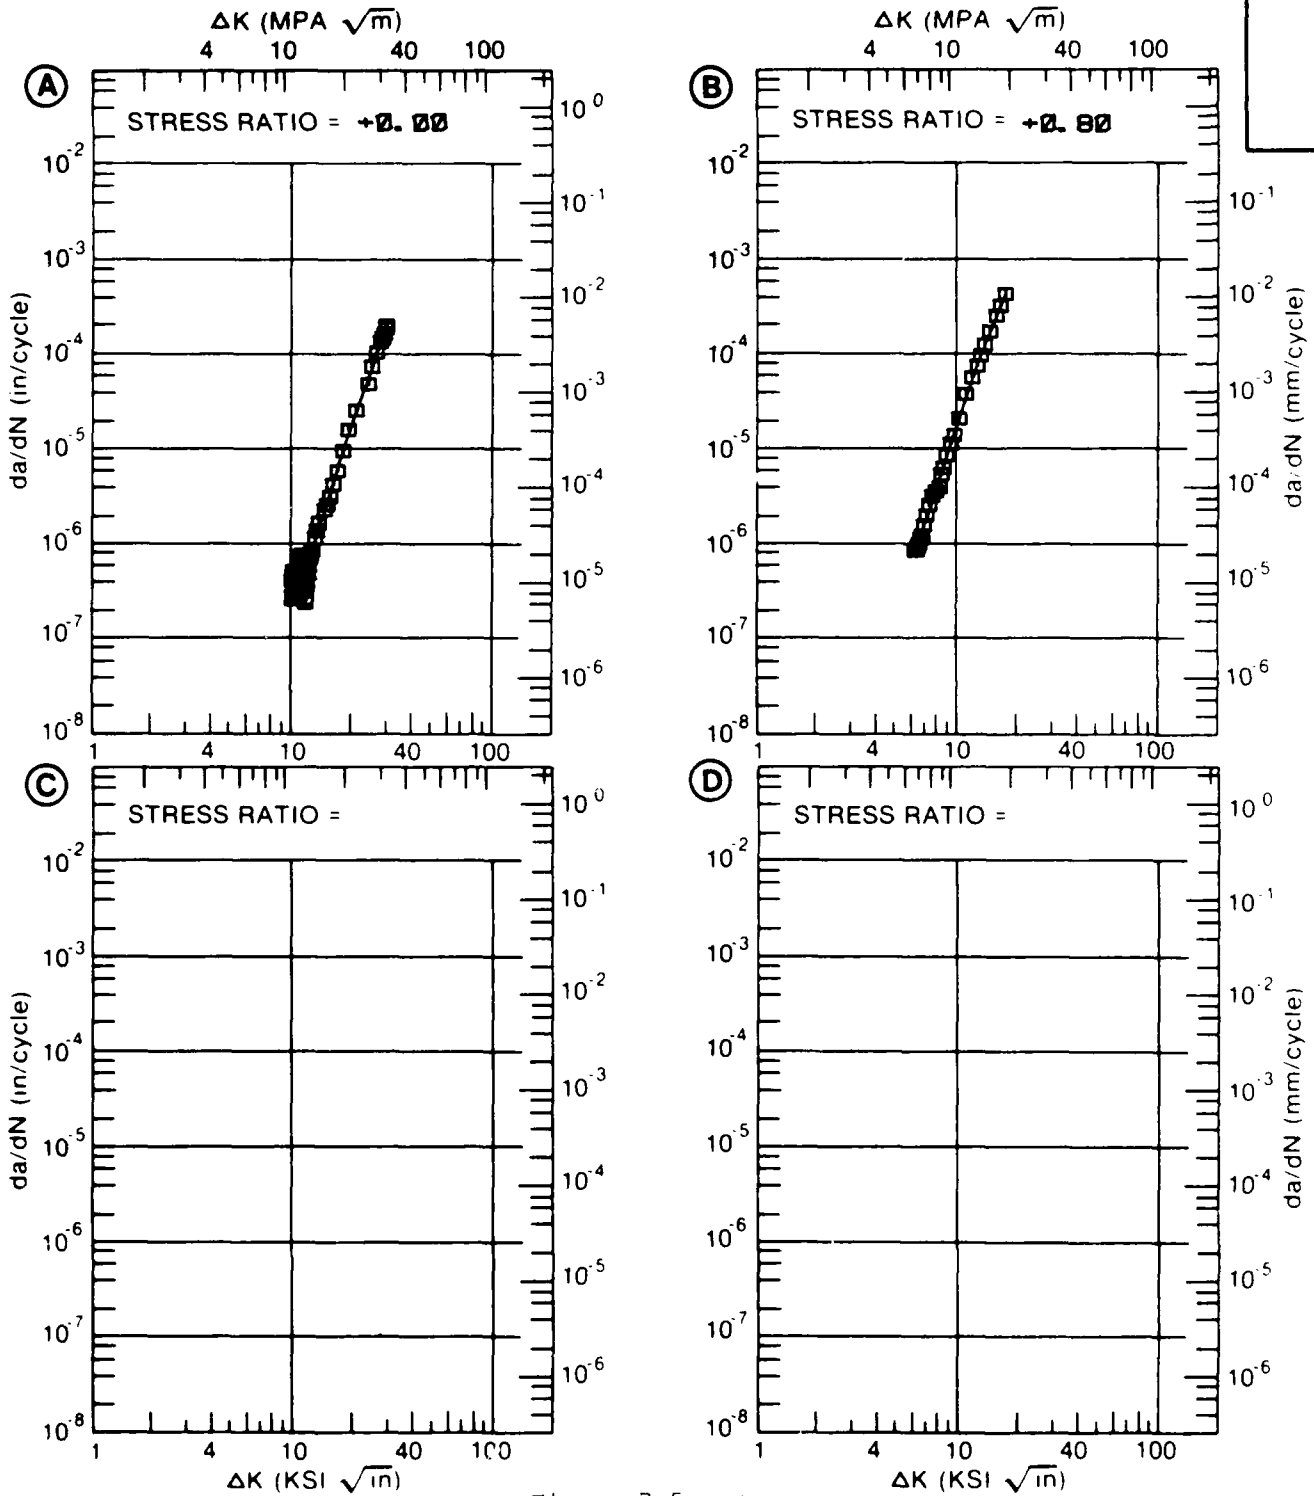 ΔK (MPA √m)
4 10 40 100
A
STRESS RATIO = +0.00
10^0
10^-2
10^-1
10^-3
10^-2
10^-4
10^-3
10^-5
10^-4
10^-6
10^-5
10^-7
10^-6
10^-8
1 4 10 40 100
da/dN (in/cycle)
ΔK (MPA √m)
4 10 40 100
B
STRESS RATIO = +0.80
10^-2
10^-1
10^-3
10^-2
10^-4
10^-3
10^-5
10^-4
10^-6
10^-5
10^-7
10^-6
10^-8
1 4 10 40 100
da/dN (mm/cycle)
C
STRESS RATIO =
10^0
10^-2
10^-1
10^-3
10^-2
10^-4
10^-3
10^-5
10^-4
10^-6
10^-5
10^-7
10^-6
10^-8
1 4 10 40 100
da/dN (in/cycle)
ΔK (KSI √in)
D
STRESS RATIO =
10^0
10^-2
10^-1
10^-3
10^-2
10^-4
10^-3
10^-5
10^-4
10^-6
10^-5
10^-7
10^-6
10^-8
1 4 10 40 100
da/dN (mm/cycle)
ΔK (KSI √in)